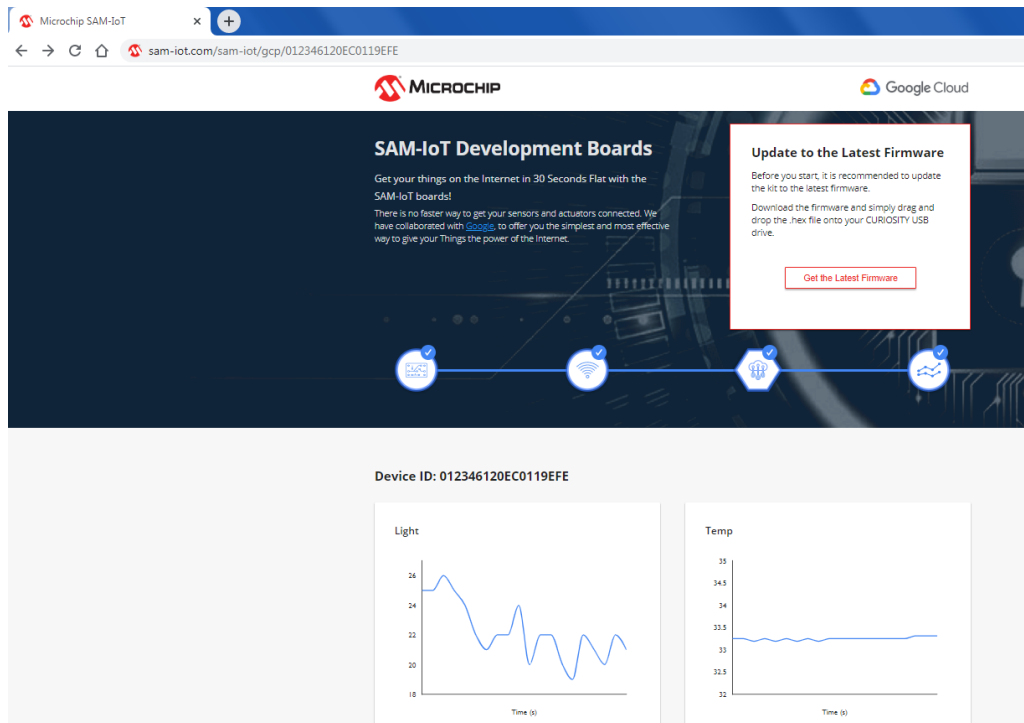 Microchip SAM-IoT
sam-iot.com/sam-iot/gcp/012346120EC0119EFE
MICROCHIP
Google Cloud
SAM-IoT Development Boards
Get your things on the Internet in 30 Seconds Flat with the
SAM-IoT boards!
There is no faster way to get your sensors and actuators connected. We
have collaborated with Google, to offer you the simplest and most effective
way to give your Things the power of the Internet.
Update to the Latest Firmware
Before you start, it is recommended to update
the kit to the latest firmware.
Download the firmware and simply drag and
drop the .hex file onto your CURIOSITY USB
drive.
Get the Latest Firmware
Device ID: 012346120EC0119EFE
Light
26
24
22
20
18
Time (s)
Temp
35
34.5
34
33.5
33
32.5
32
Time (s)